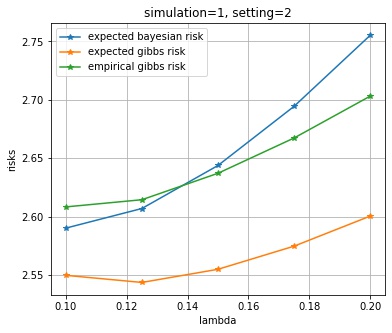 simulation=1, setting=2
expected bayesian risk
expected gibbs risk
empirical gibbs risk
risks
2.75
2.70
2.65
2.60
2.55
0.10 0.12 0.14 0.16 0.18 0.20
lambda